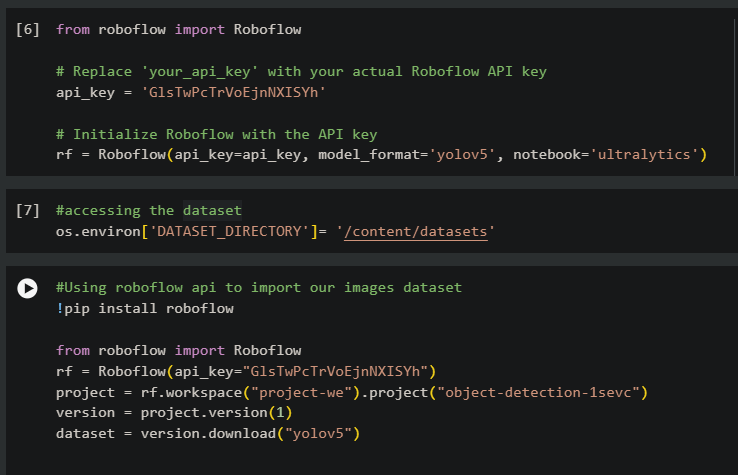 [6] from roboflow import Roboflow
# Replace 'your_api_key' with your actual Roboflow API key
api_key = 'GlsTwPcTrVoEjnNXISYh'
# Initialize Roboflow with the API key
rf = Roboflow(api_key=api_key, model_format='yolov5', notebook='ultralytics')
[7] #accessing the dataset
os.environ['DATASET_DIRECTORY']= '/content/datasets'
#Using roboflow api to import our images dataset
!pip install roboflow
from roboflow import Roboflow
rf = Roboflow(api_key="GlsTwPcTrVoEjnNXISYh")
project = rf.workspace("project-we").project("object-detection-1sevc")
version = project.version(1)
dataset = version.download("yolov5")